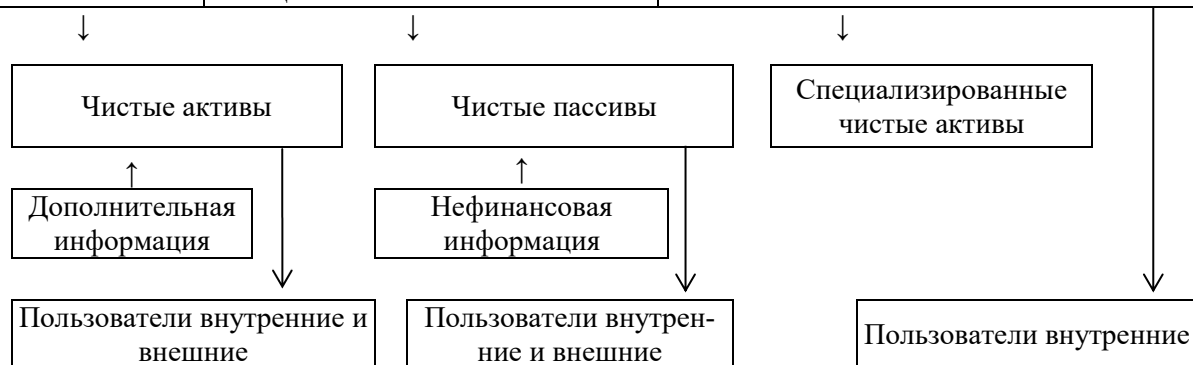 Чистые активы
Чистые пассивы
Специализированные
чистые активы
Дополнительная
информация
Нефинансовая
информация
Пользователи внутренние и
внешние
Пользователи внутрен-
ние и внешние
Пользователи внутренние